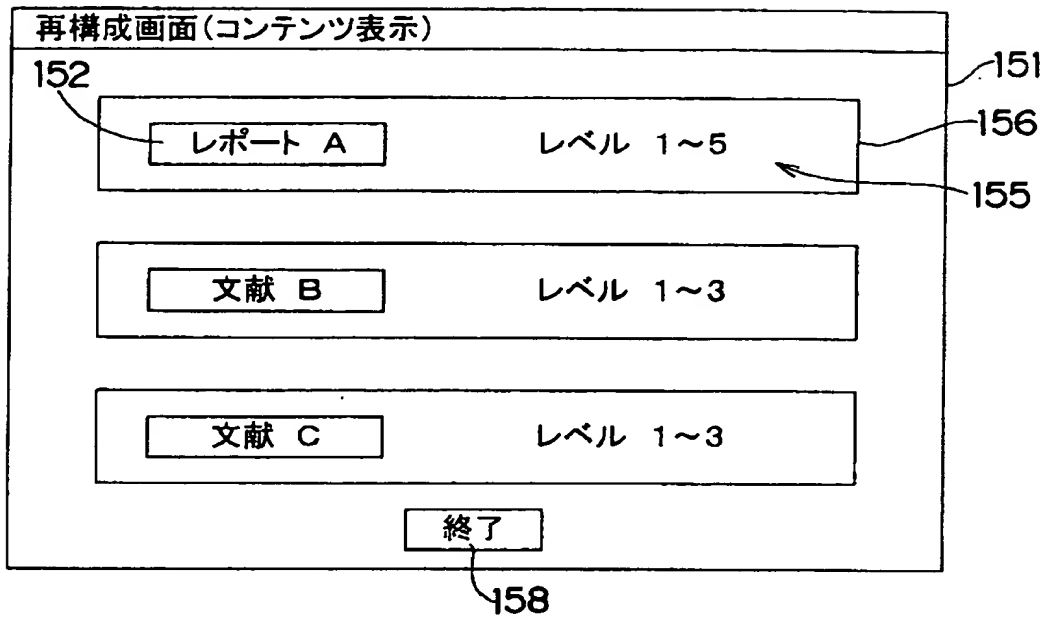 再構成画面(コンテンツ表示)
151
152
156
レポート A レベル 1~5
155
文献 B レベル 1~3
文献 C レベル 1~3
終了
158